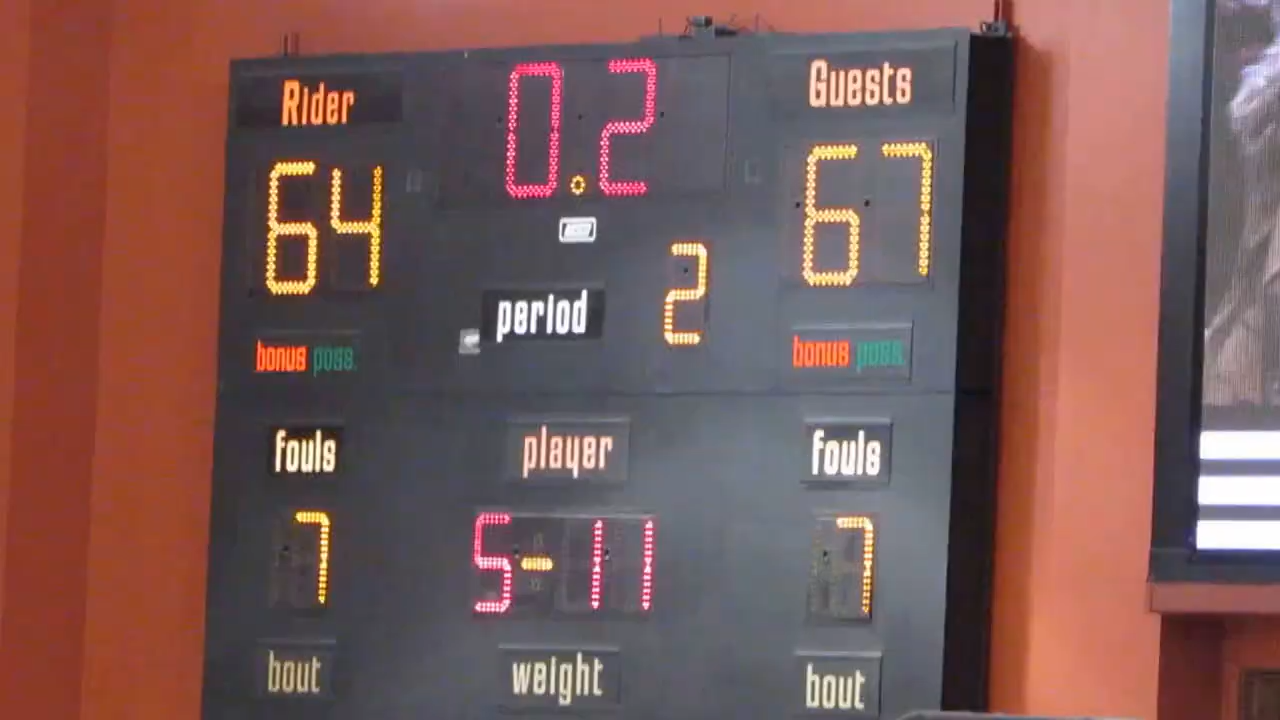 Rider
0.2
Guests
64
67
period 2
bonus poss.
bonus poss.
fouls
player
fouls
7
5-11
7
bout
weight
bout